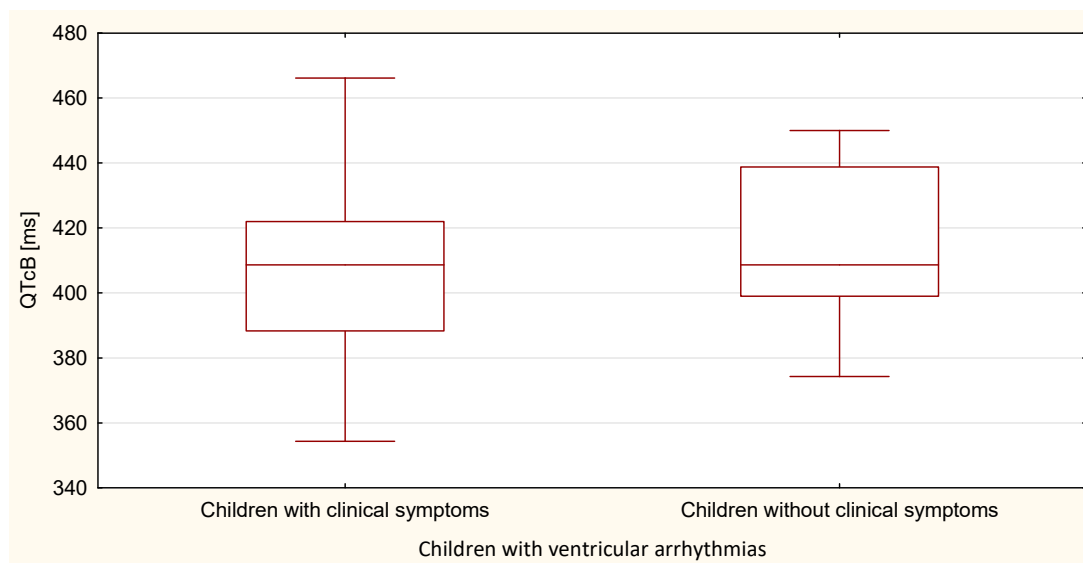 480
460
440
420
400
380
360
340
QTcB [ms]
Children with clinical symptoms
Children without clinical symptoms
Children with ventricular arrhythmias